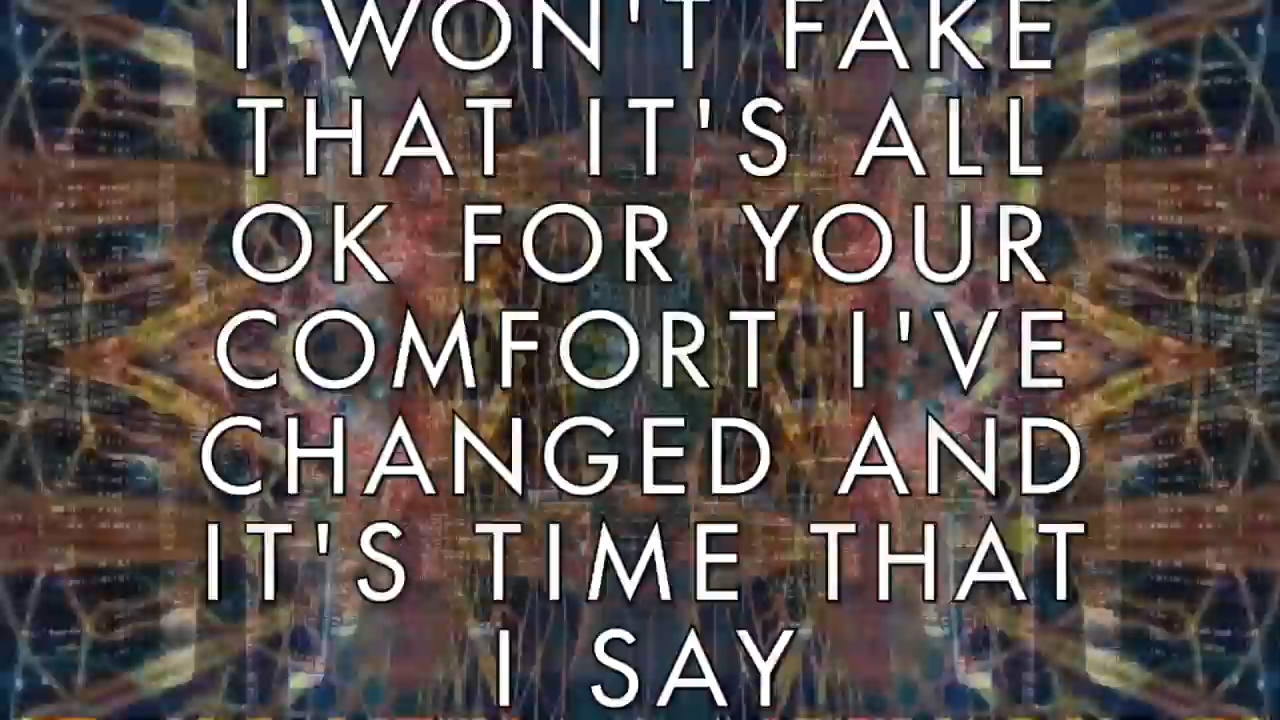 I WON'T FAKE
THAT IT'S ALL
OK FOR YOUR
COMFORT I'VE
CHANGED AND
IT'S TIME THAT
I SAY